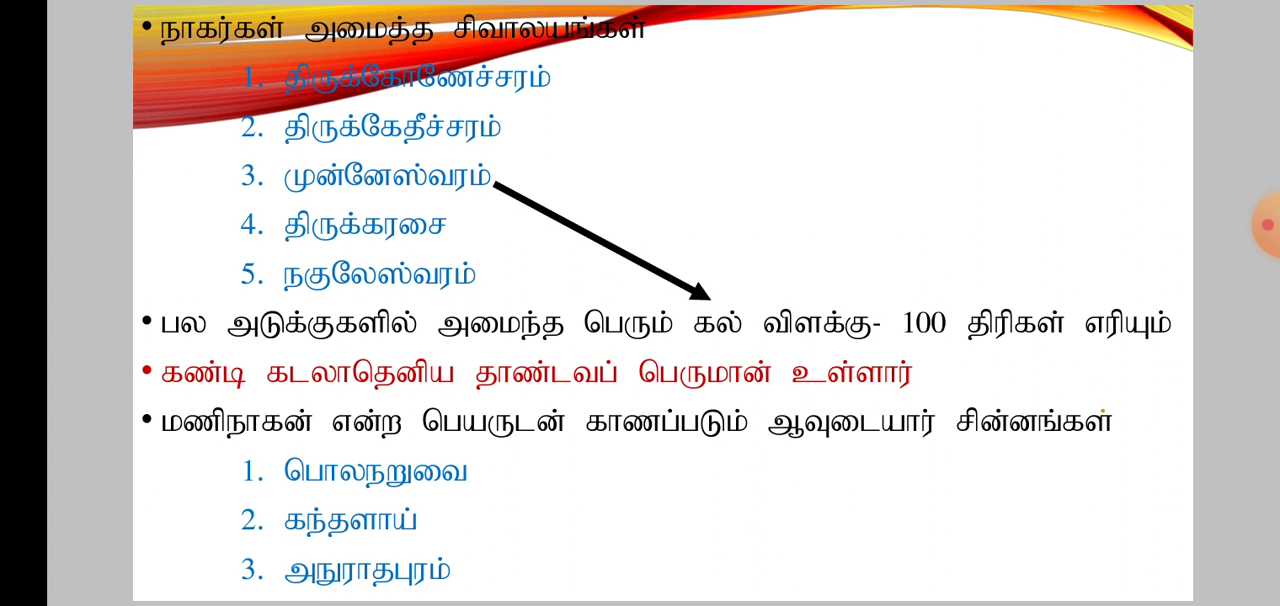 • நாகர்கள் அமைத்த சிவாலயங்கள்
1. திருக்கோணேச்சரம்
2. திருக்கேதீச்சரம்
3. முன்னேஸ்வரம்
4. திருக்கரசை
5. நகுலேஸ்வரம்
• பல அடுக்குகளில் அமைந்த பெரும் கல் விளக்கு- 100 திரிகள் எரியும்
• கண்டி கடலாதெனிய தாண்டவப் பெருமான் உள்ளார்
• மணிநாகன் என்ற பெயருடன் காணப்படும் ஆவுடையார் சின்னங்கள்
1. பொலநறுவை
2. கந்தளாய்
3. அநுராதபுரம்